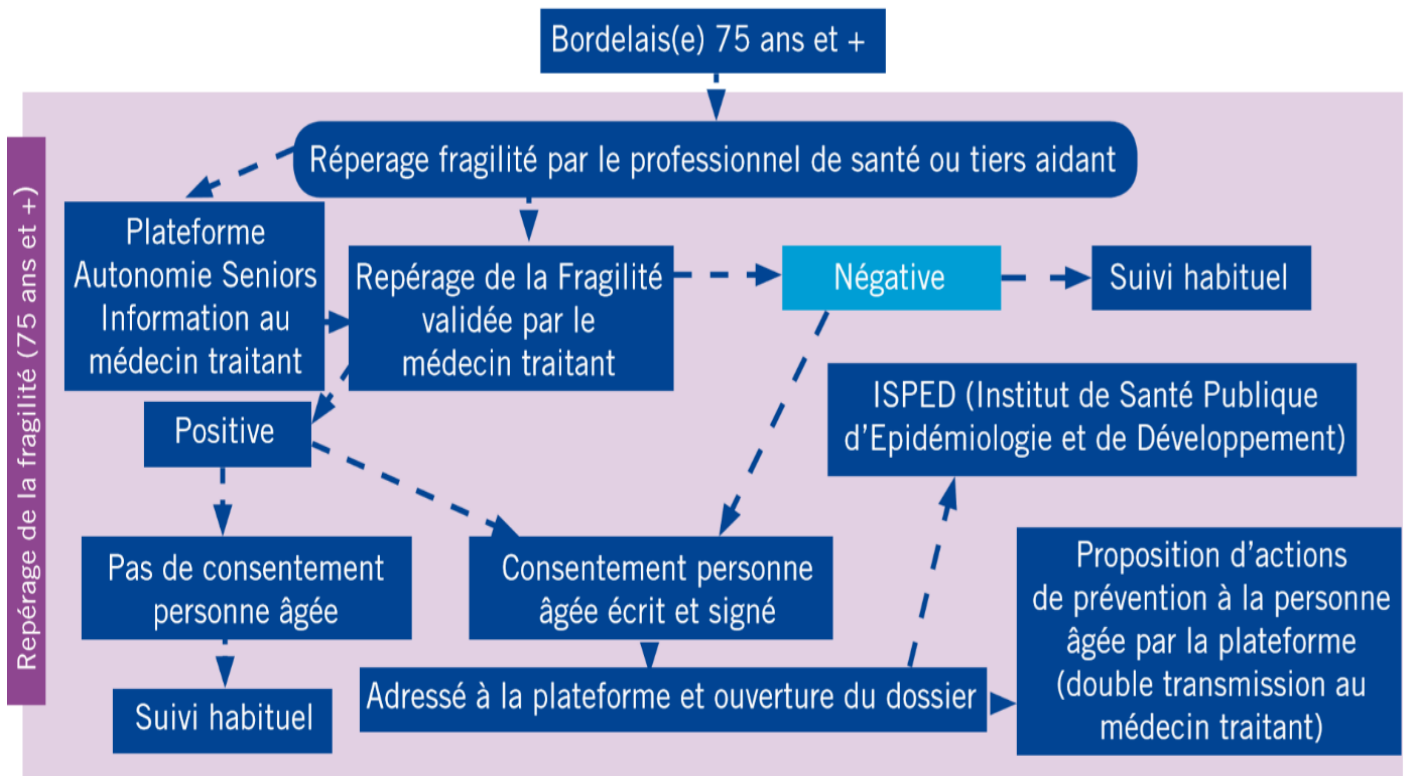 Bordelais(e) 75 ans et +
Repérage de la fragilité (75 ans et +)
Réperage fragilité par le professionnel de santé ou tiers aidant
Plateforme
Autonomie Seniors
Information au
médecin traitant
Repérage de la Fragilité
validée par le
médecin traitant
Négative
Suivi habituel
Positive
ISPED (Institut de Santé Publique
d'Epidémiologie et de Développement)
Pas de consentement
personne âgée
Consentement personne
âgée écrit et signé
Proposition d'actions
de prévention à la personne
âgée par la plateforme
(double transmission au
médecin traitant)
Suivi habituel
Adressé à la plateforme et ouverture du dossier